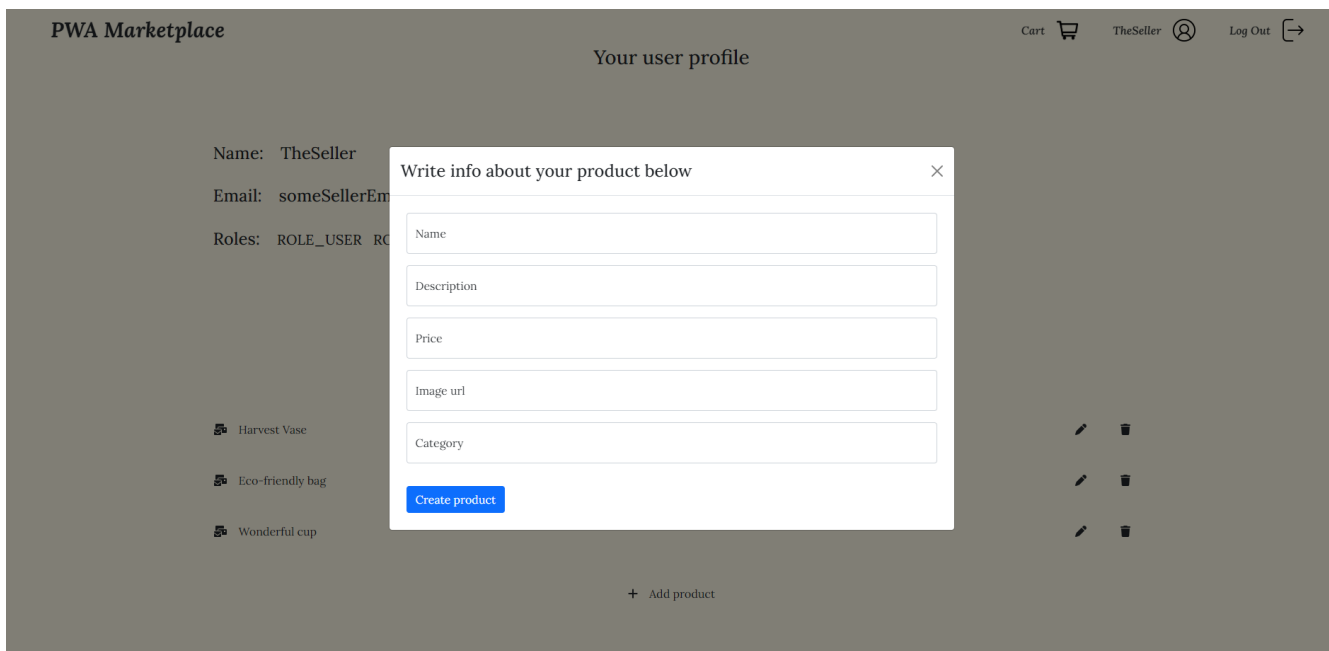 PWA Marketplace
Cart
TheSeller
Log Out
Your user profile
Name: TheSeller
Email: someSellerEm
Roles: ROLE_USER RO
Write info about your product below
Name
Description
Price
Image url
Category
Create product
Harvest Vase
Eco-friendly bag
Wonderful cup
+ Add product